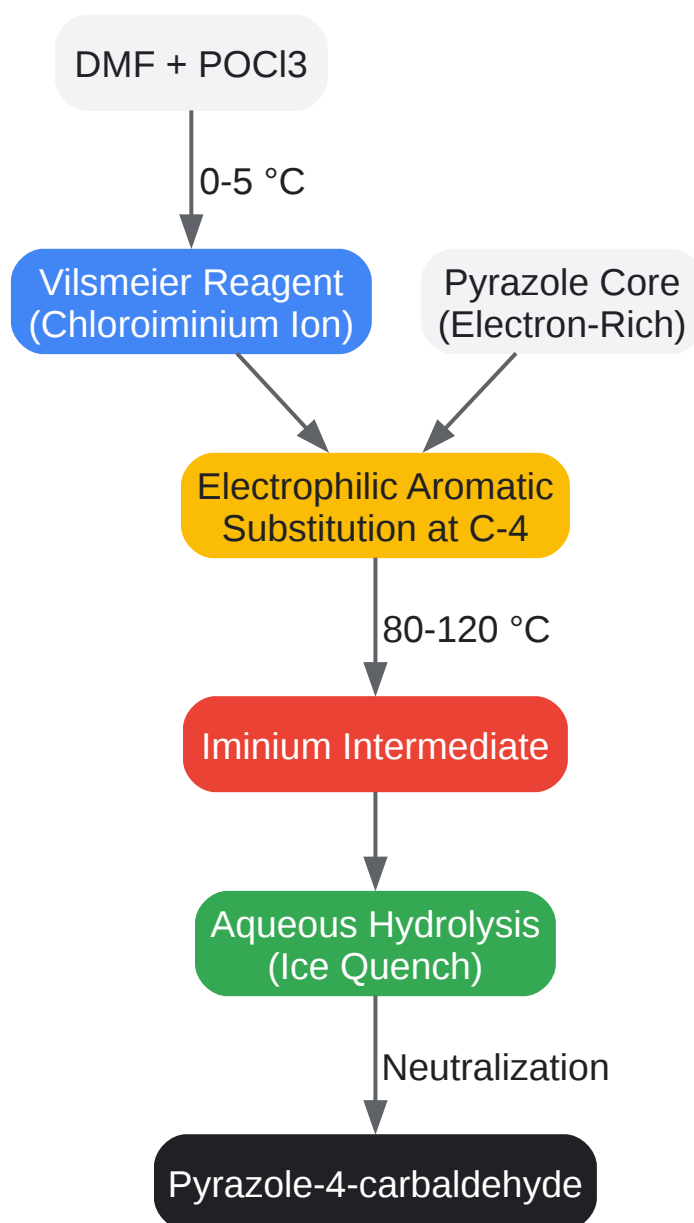 DMF + POCl3
0-5 °C
Vilsmeier Reagent
(Chloroiminium Ion)
Pyrazole Core
(Electron-Rich)
Electrophilic Aromatic
Substitution at C-4
80-120 °C
Iminium Intermediate
Aqueous Hydrolysis
(Ice Quench)
Neutralization
Pyrazole-4-carbaldehyde